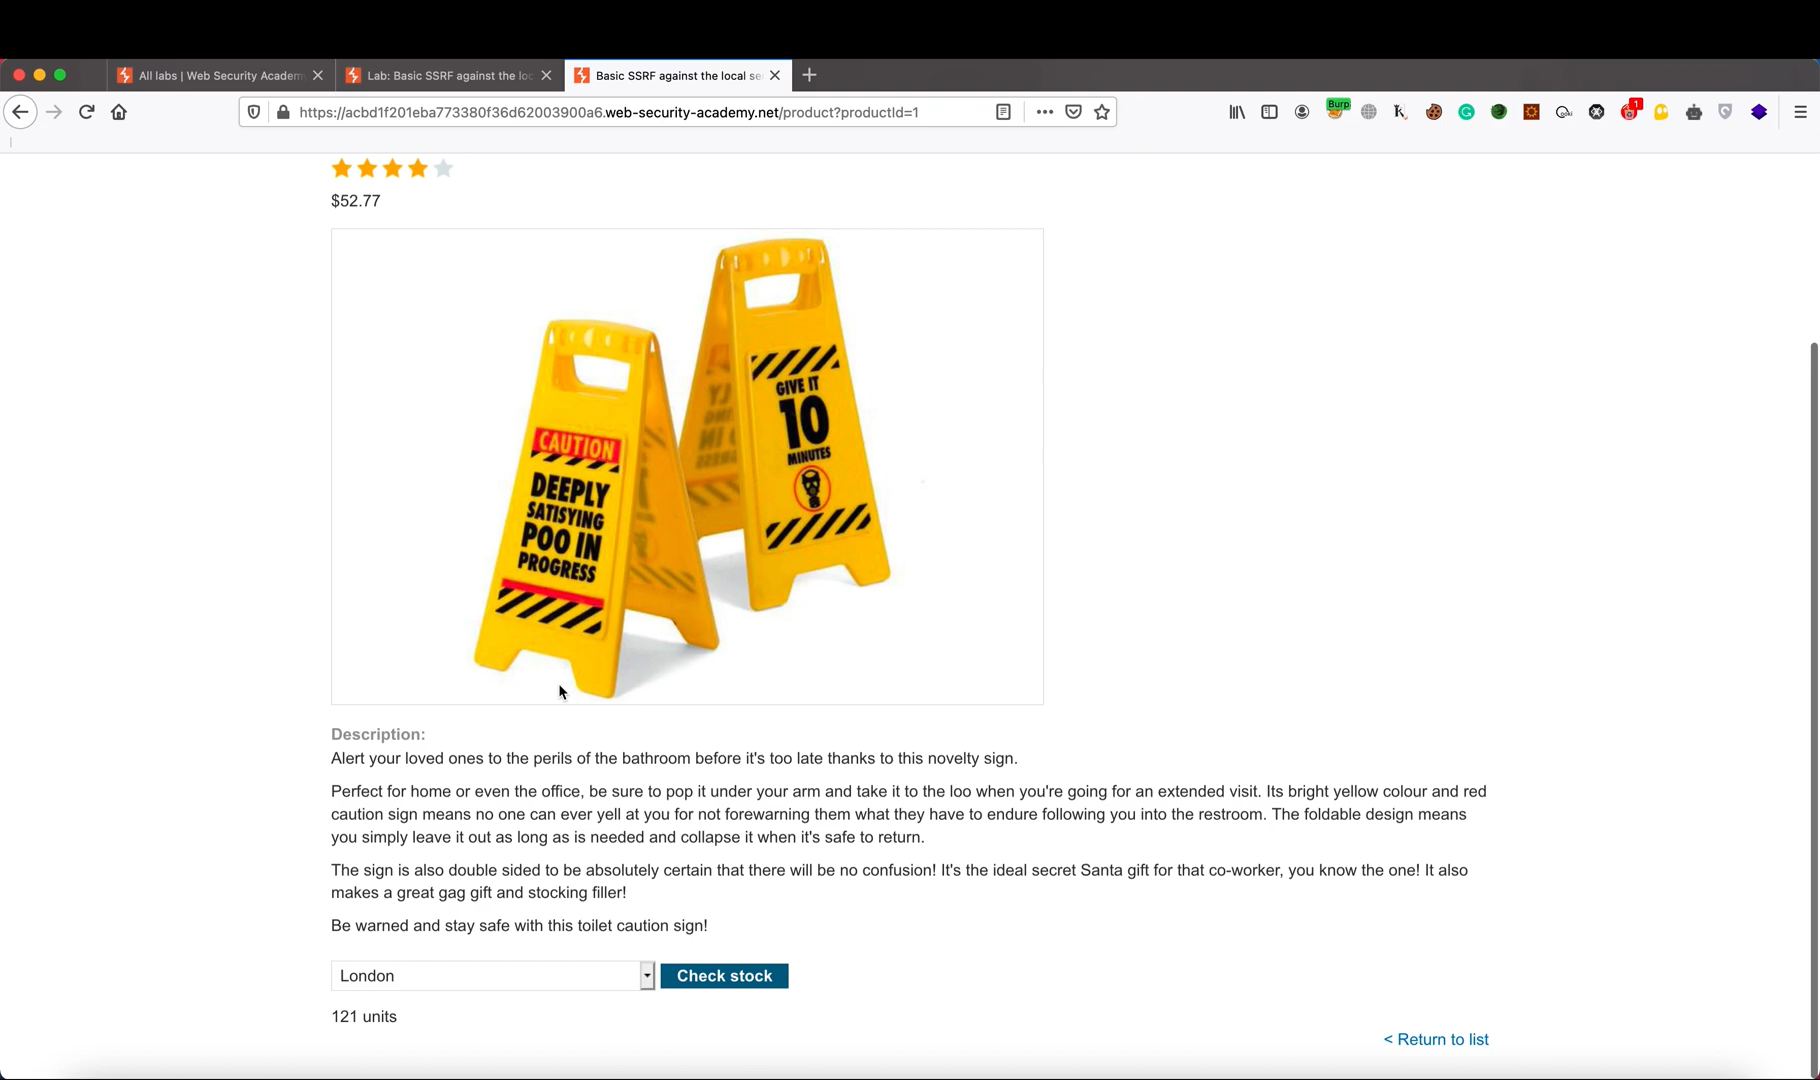 All labs | Web Security Academ
Lab: Basic SSRF against the loc
Basic SSRF against the local se
Burp
https://acbd1f201eba773380f36d62003900a6.web-security-academy.net/product?productId=1
1
$52.77
GIVE IT
10
MINUTES
CAUTION
DEEPLY
SATISYING
POO IN
PROGRESS
Description:
Alert your loved ones to the perils of the bathroom before it's too late thanks to this novelty sign.
Perfect for home or even the office, be sure to pop it under your arm and take it to the loo when you're going for an extended visit. Its bright yellow colour and red
caution sign means no one can ever yell at you for not forewarning them what they have to endure following you into the restroom. The foldable design means
you simply leave it out as long as is needed and collapse it when it's safe to return.
The sign is also double sided to be absolutely certain that there will be no confusion! It's the ideal secret Santa gift for that co-worker, you know the one! It also
makes a great gag gift and stocking filler!
Be warned and stay safe with this toilet caution sign!
London
Check stock
121 units
< Return to list